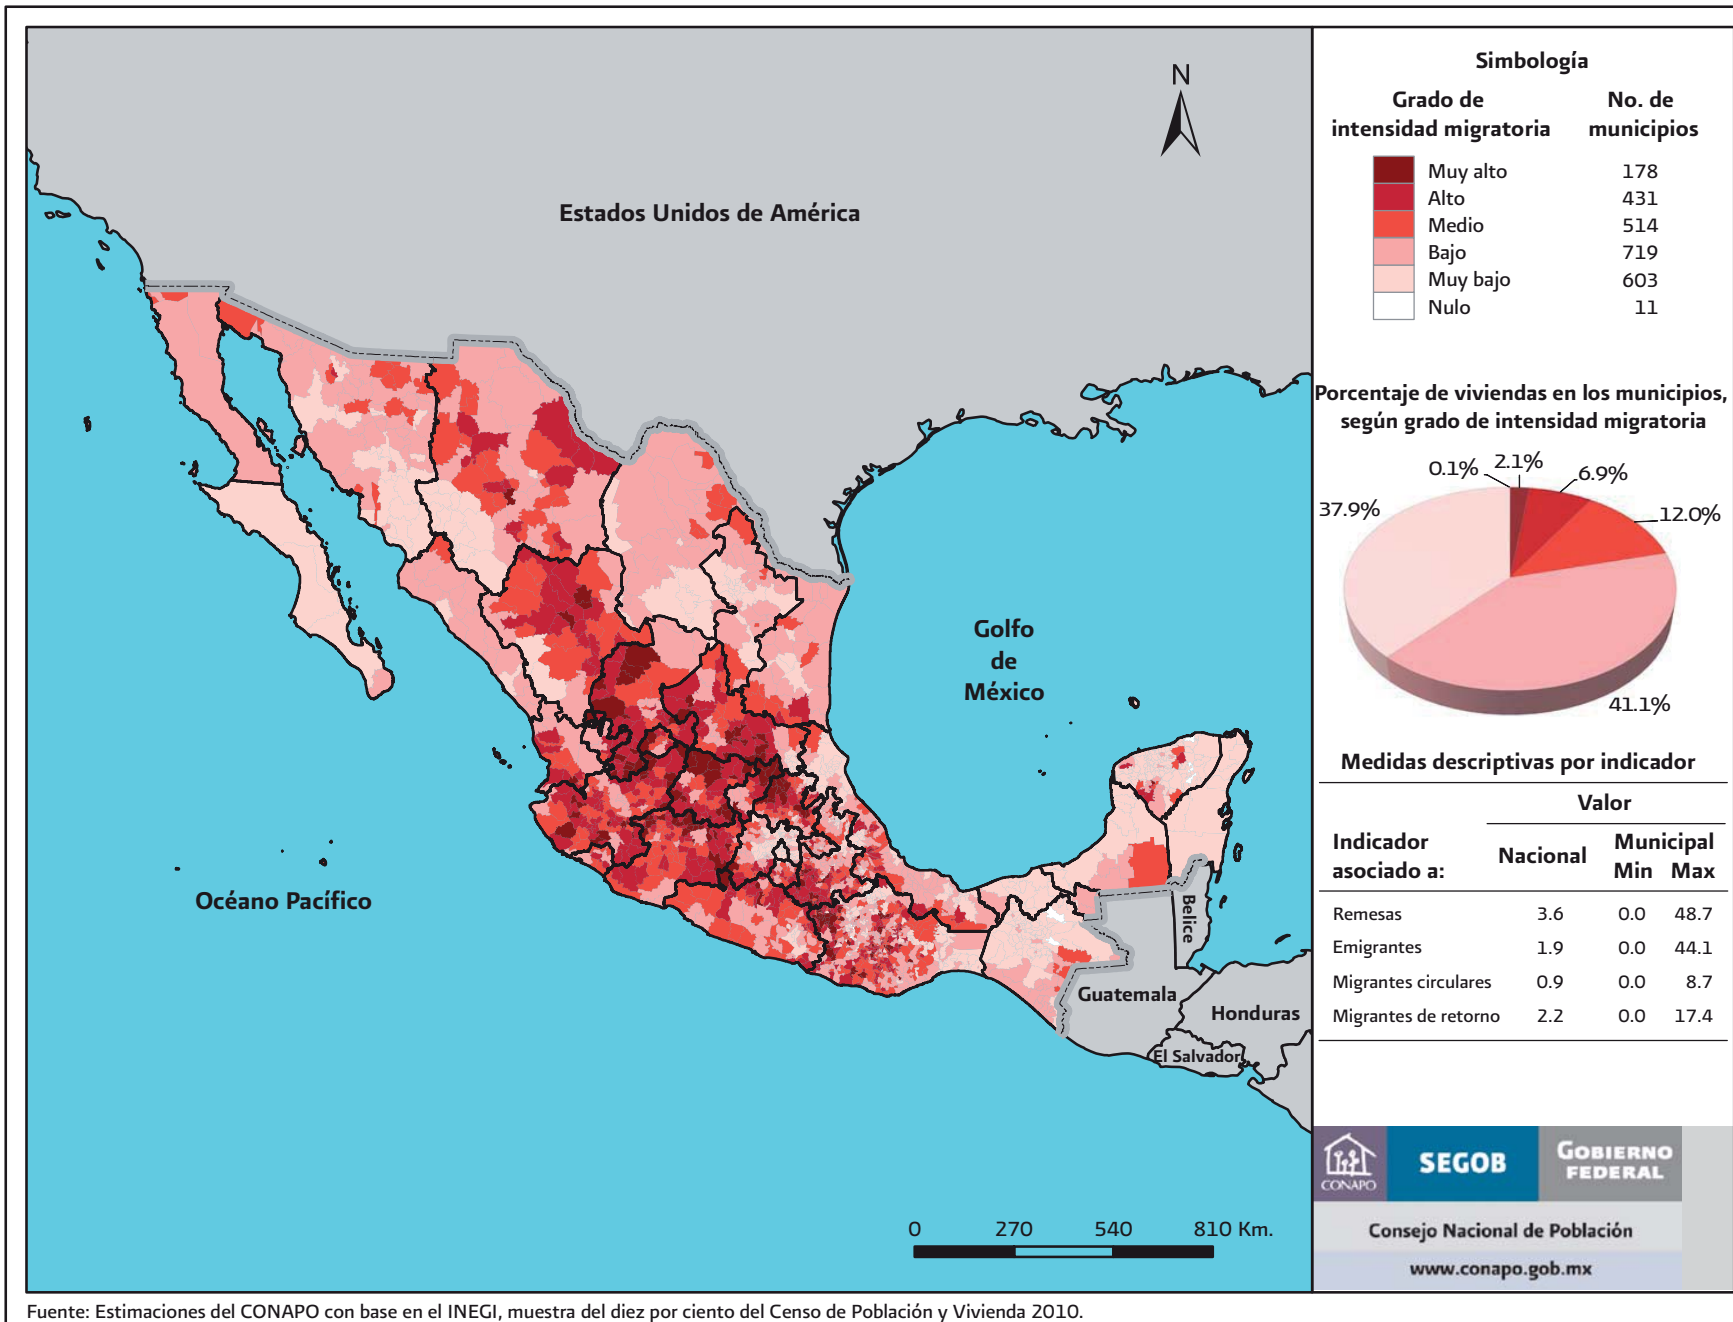 N
Estados Unidos de América
Golfo
de
México
Océano Pacífico
Belice
Guatemala
Honduras
El Salvador
0 270 540 810 Km.
Simbología
Grado de
intensidad migratoria
No. de
municipios
Muy alto 178
Alto 431
Medio 514
Bajo 719
Muy bajo 603
Nulo 11
Porcentaje de viviendas en los municipios,
según grado de intensidad migratoria
0.1%
2.1%
6.9%
12.0%
37.9%
41.1%
Medidas descriptivas por indicador
Valor
Indicador
asociado a:
Nacional
Municipal
Min Max
Remesas 3.6 0.0 48.7
Emigrantes 1.9 0.0 44.1
Migrantes circulares 0.9 0.0 8.7
Migrantes de retorno 2.2 0.0 17.4
CONAPO
SEGOB
GOBIERNO
FEDERAL
Consejo Nacional de Población
www.conapo.gob.mx
Fuente: Estimaciones del CONAPO con base en el INEGI, muestra del diez por ciento del Censo de Población y Vivienda 2010.